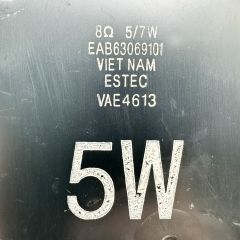 8Ω 5/7W
EAB63069101
VIET NAM
ESTEC
VAE4613
5W